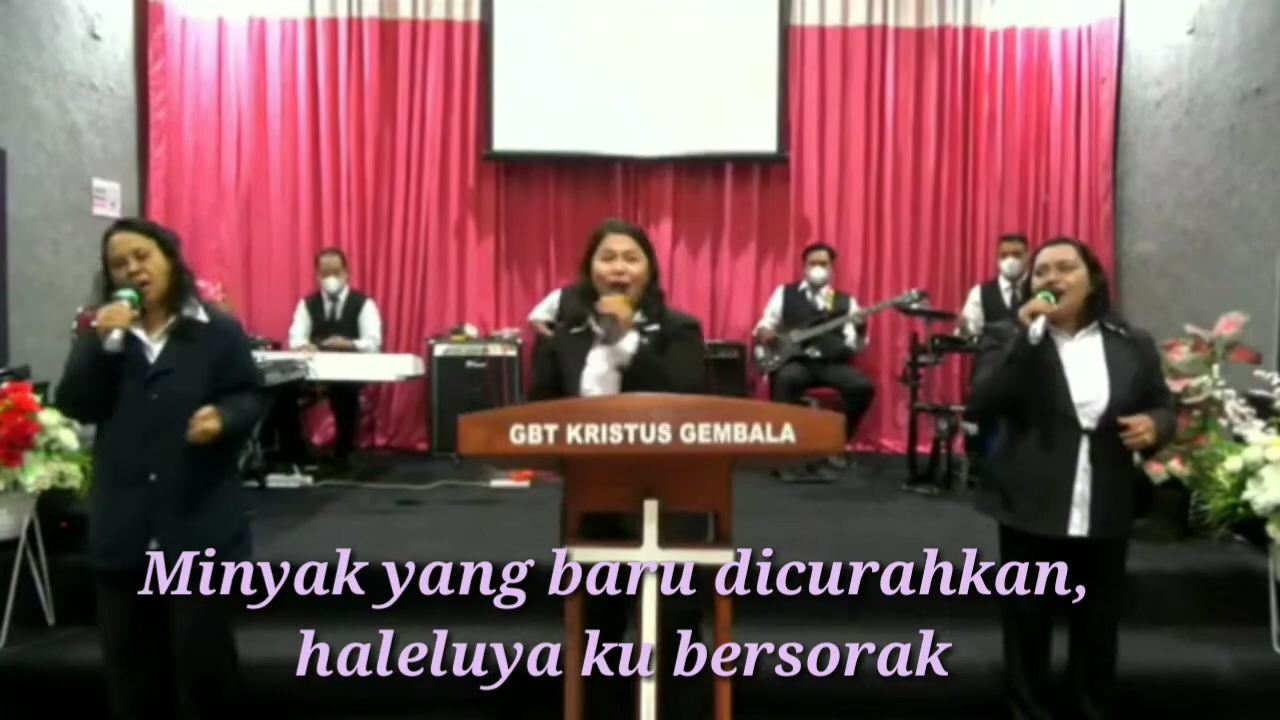 GBT KRISTUS GEMBALA
Minyak yang baru dicurahkan,
haleluya ku bersorak